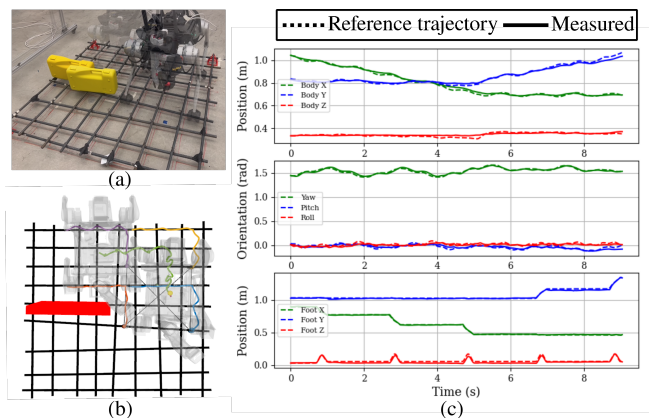 Reference trajectory Measured
(a)
(b)
Position (m)
1.0
0.8
0.6
0.4
Body X
Body Y
Body Z
0 2 4 6 8
Orientation (rad)
1.5
1.0
0.5
0.0
Yaw
Pitch
Roll
0 2 4 6 8
Position (m)
1.0
0.5
0.0
Foot X
Foot Y
Foot Z
0 2 4 6 8
Time (s)
(c)